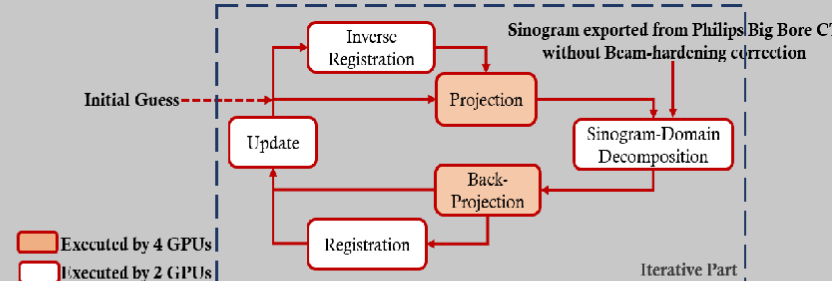 Inverse
Registration
Sinogram exported from Philips Big Bore CT
without Beam-hardening correction
Initial Guess
Projection
Update
Sinogram-Domain
Decomposition
Back-
Projection
Registration
Executed by 4 GPUs
Executed by 2 GPUs
Iterative Part